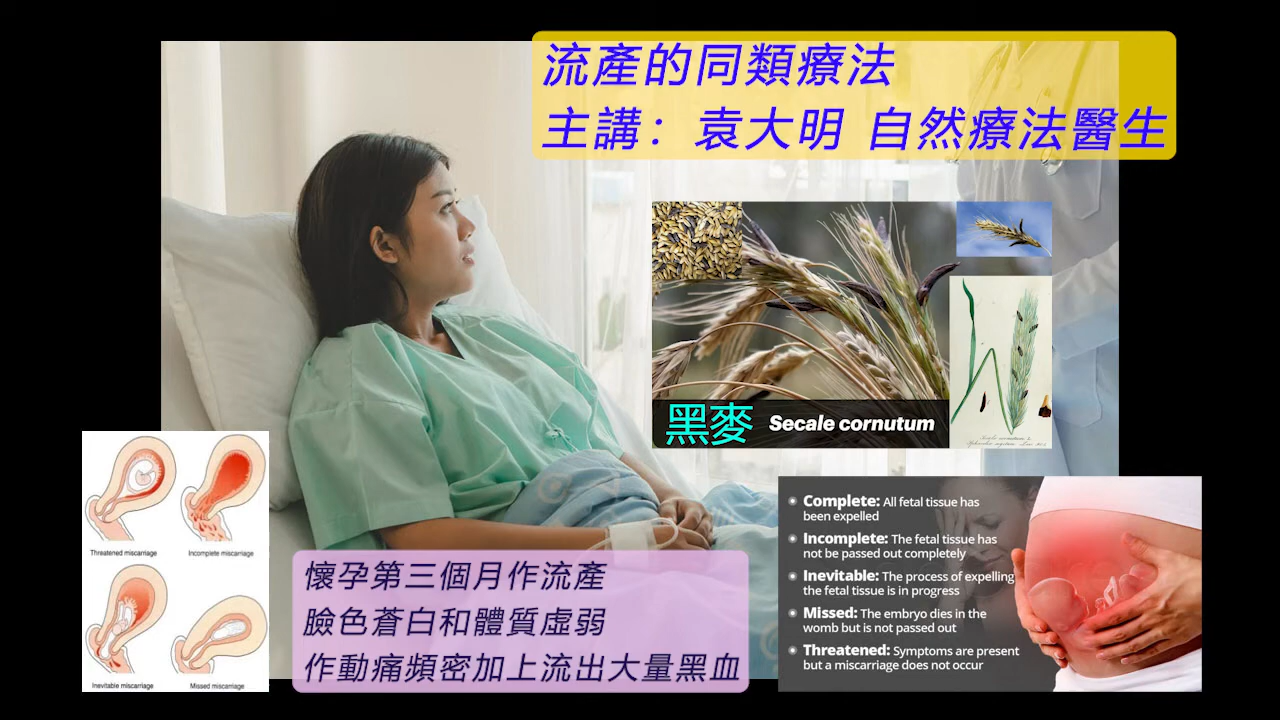 流產的同類療法
主講：袁大明 自然療法醫生
黑麥 Secale cornutum
Threatened miscarriage
Incomplete miscarriage
Inevitable miscarriage
Missed miscarriage
懷孕第三個月作流產
臉色蒼白和體質虛弱
作動痛頻密加上流出大量黑血
Complete: All fetal tissue has
been expelled
Incomplete: The fetal tissue has
not be passed out completely
Inevitable: The process of expelling
the fetal tissue is in progress
Missed: The embryo dies in the
womb but is not passed out
Threatened: Symptoms are present
but a miscarriage does not occur